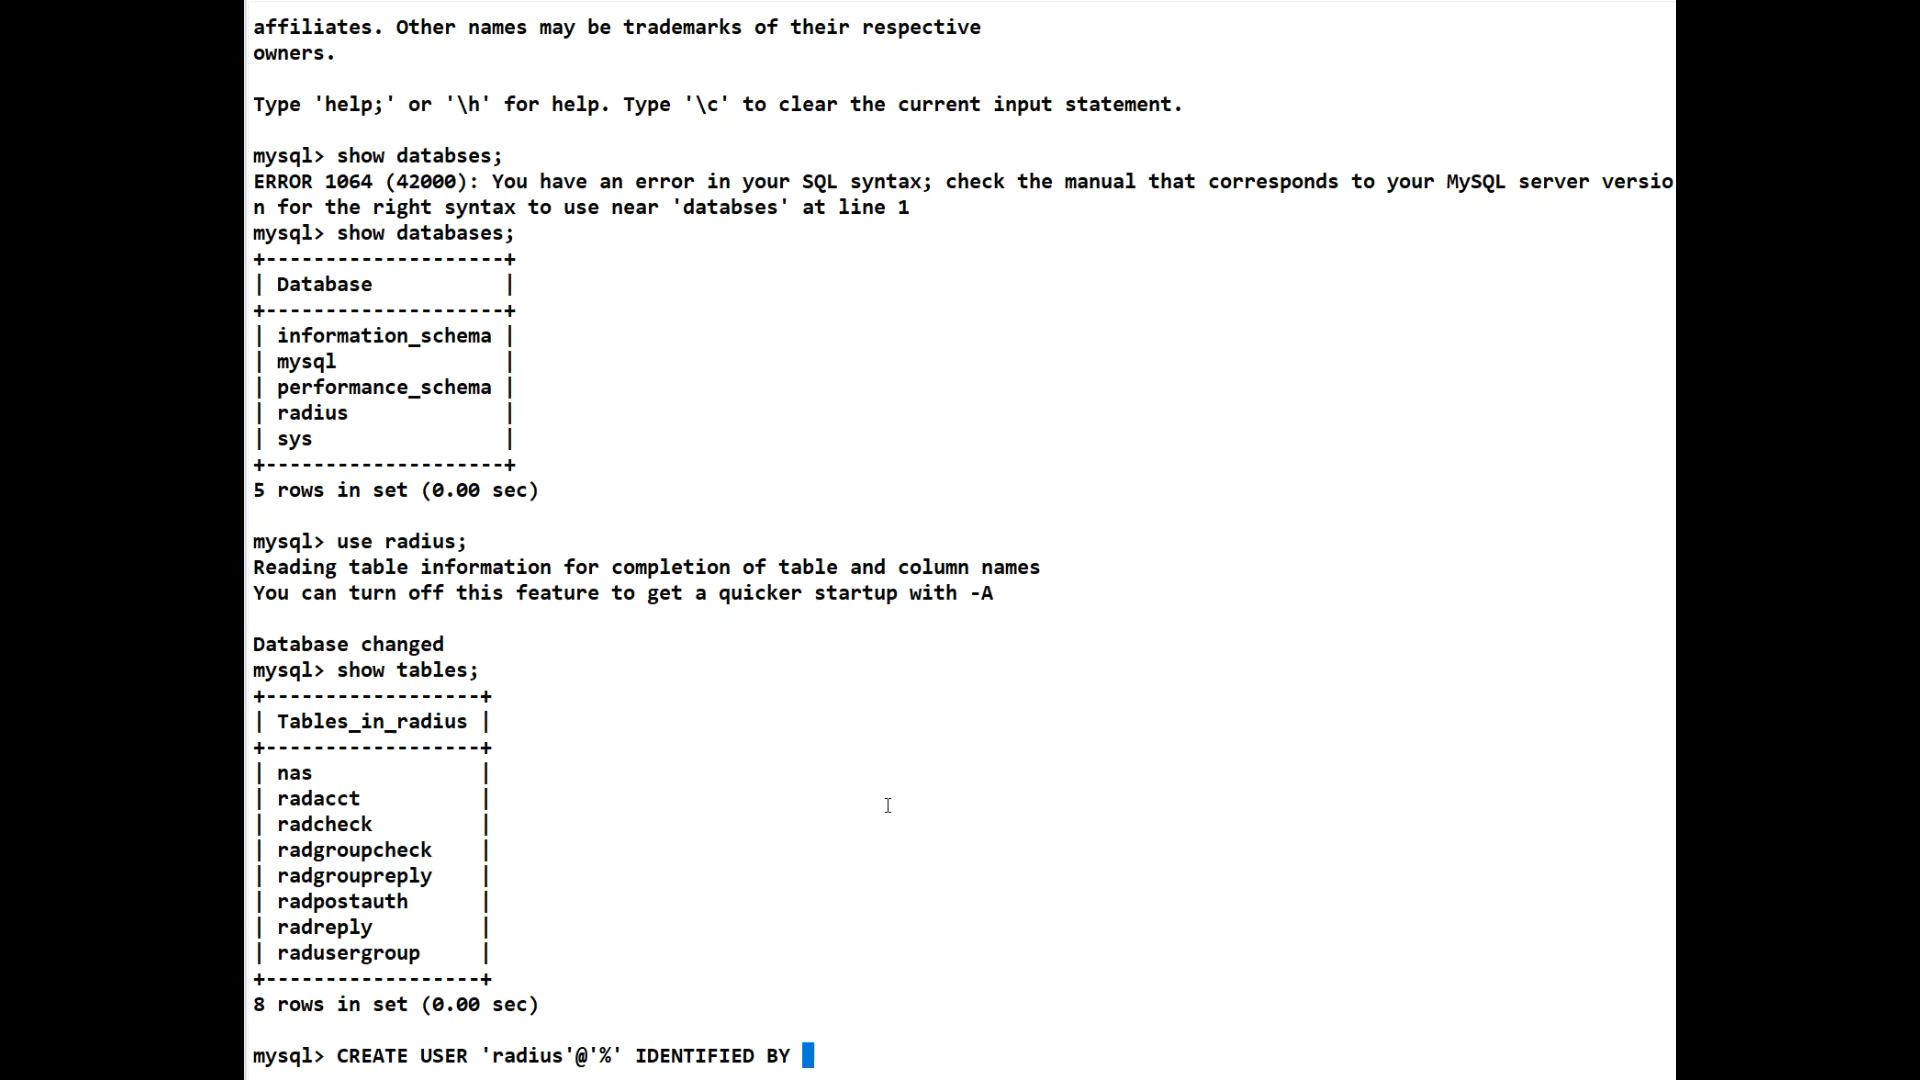 affiliates. Other names may be trademarks of their respective
owners.
Type 'help;' or '\h' for help. Type '\c' to clear the current input statement.
mysql> show databses;
ERROR 1064 (42000): You have an error in your SQL syntax; check the manual that corresponds to your MySQL server versio
n for the right syntax to use near 'databses' at line 1
mysql> show databases;
+--------------------+
| Database           |
+--------------------+
| information_schema |
| mysql              |
| performance_schema |
| radius             |
| sys                |
+--------------------+
5 rows in set (0.00 sec)
mysql> use radius;
Reading table information for completion of table and column names
You can turn off this feature to get a quicker startup with -A
Database changed
mysql> show tables;
+------------------+
| Tables_in_radius |
+------------------+
| nas              |
| radacct          |
| radcheck         |
| radgroupcheck    |
| radgroupreply    |
| radpostauth      |
| radreply         |
| radusergroup     |
+------------------+
8 rows in set (0.00 sec)
mysql> CREATE USER 'radius'@'%' IDENTIFIED BY